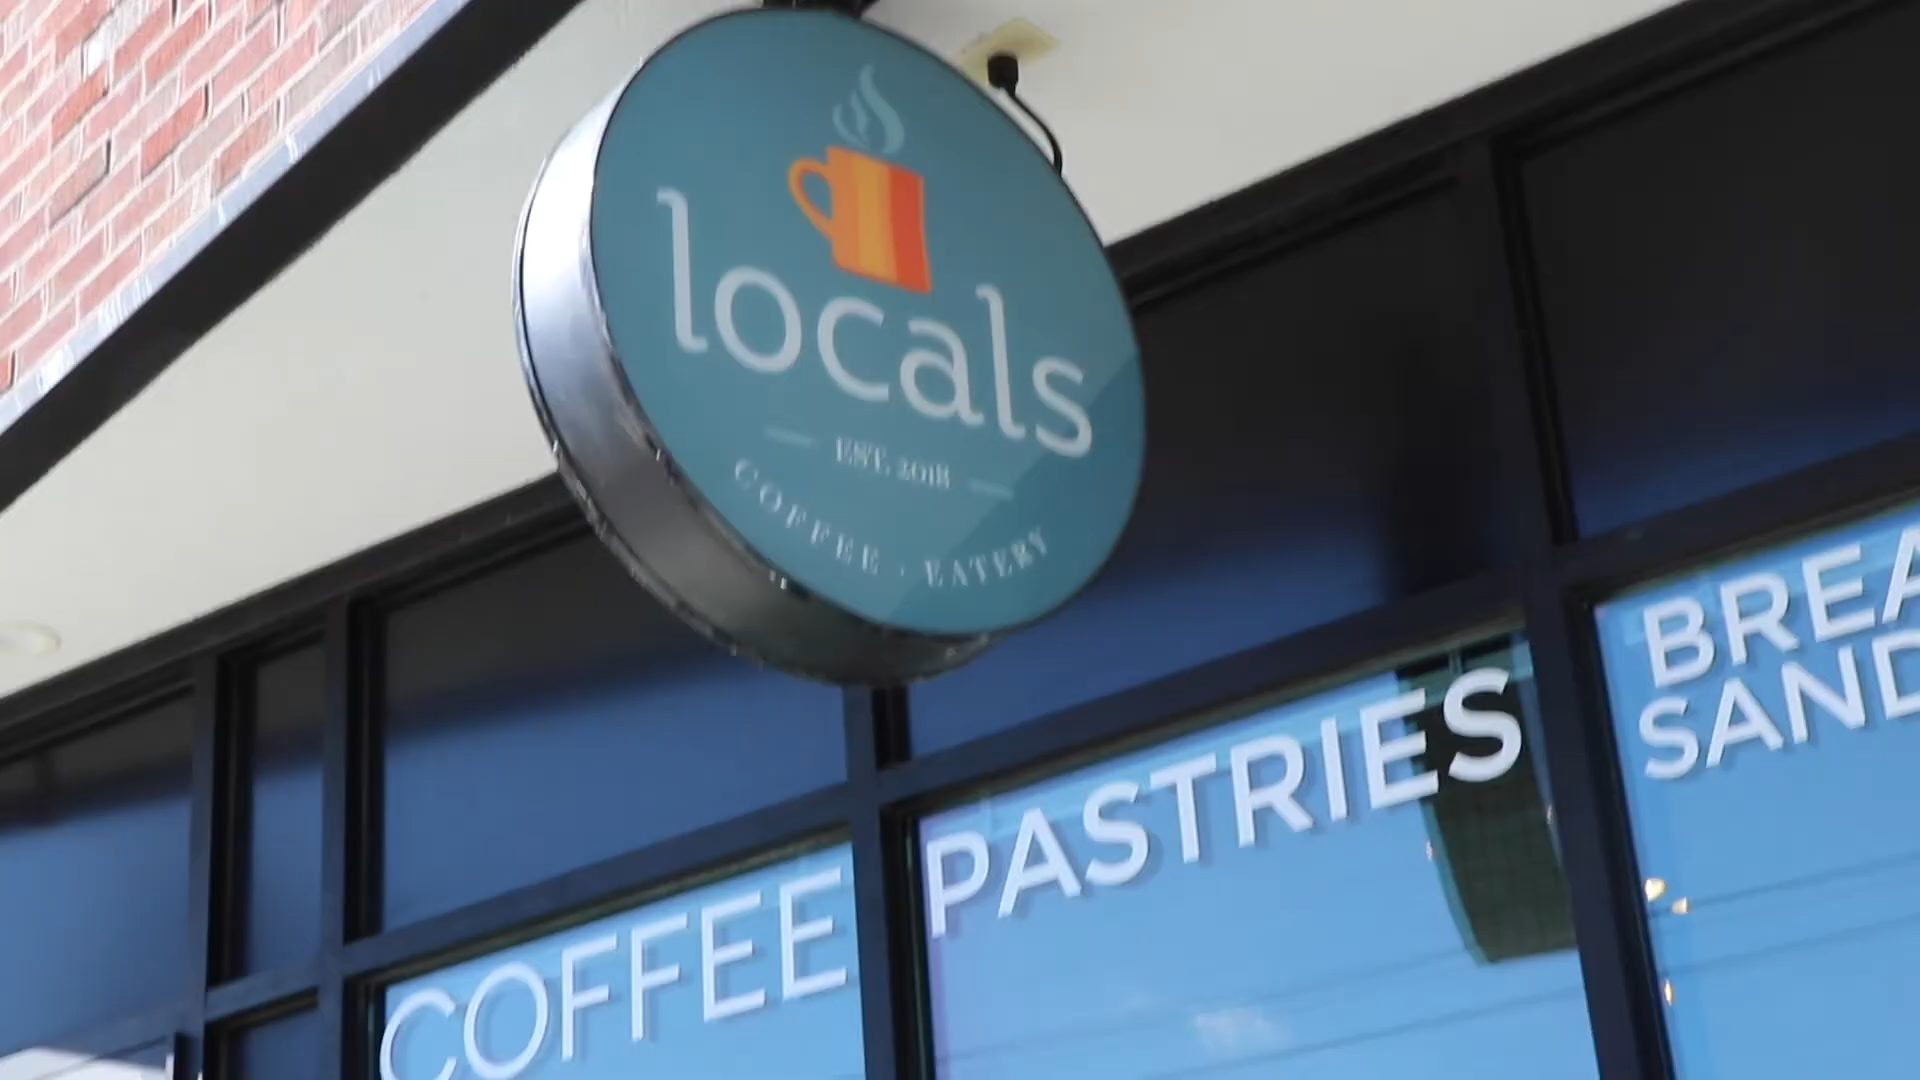 locals
EST. 2018
COFFEE · EATERY
COFFEE
PASTRIES
BREA
SAND